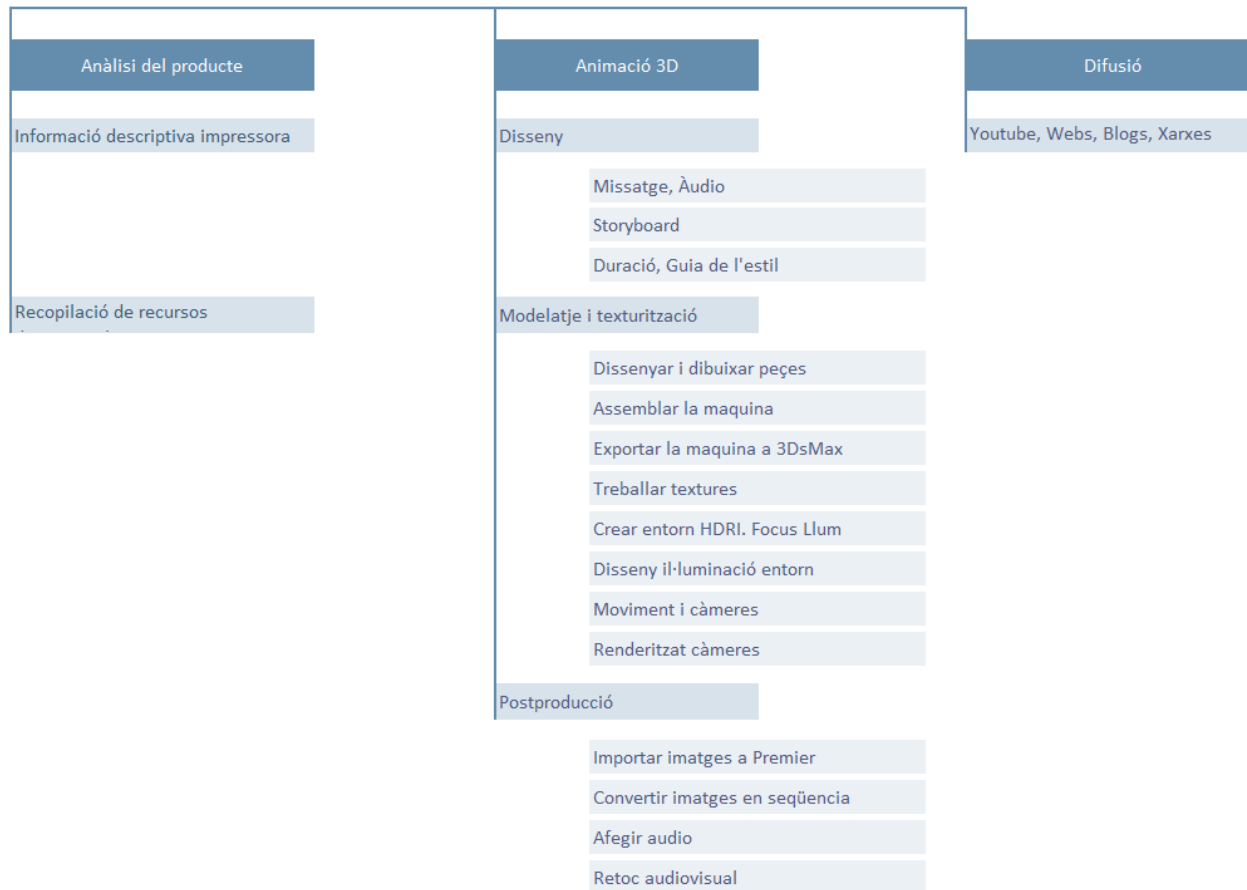 Anàlisi del producte
Informació descriptiva impressora
Recopilació de recursos
Animació 3D
Disseny
Missatge, Àudio
Storyboard
Duració, Guia de l'estil
Modelatje i texturització
Dissenyar i dibuixar peçes
Assemblar la maquina
Exportar la maquina a 3DsMax
Treballar textures
Crear entorn HDRI. Focus Llum
Disseny il·luminació entorn
Moviment i càmeres
Renderitzat càmeres
Postproducció
Importar imatges a Premier
Convertir imatges en seqüencia
Afegir audio
Retoc audiovisual
Difusió
Youtube, Webs, Blogs, Xarxes